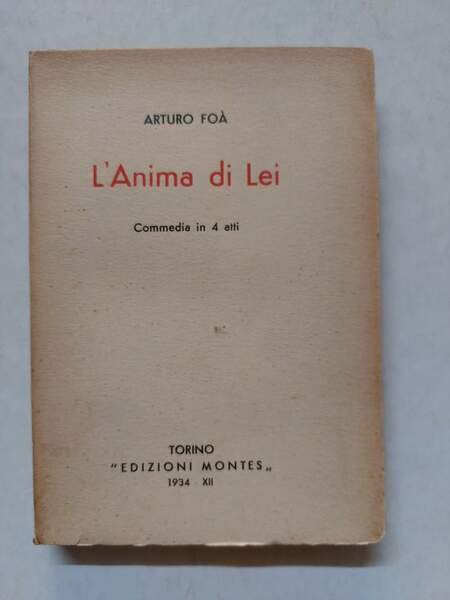 ARTURO FOÀ
L'Anima di Lei
Commedia in 4 atti
TORINO
"EDIZIONI MONTES„
1934 - XII